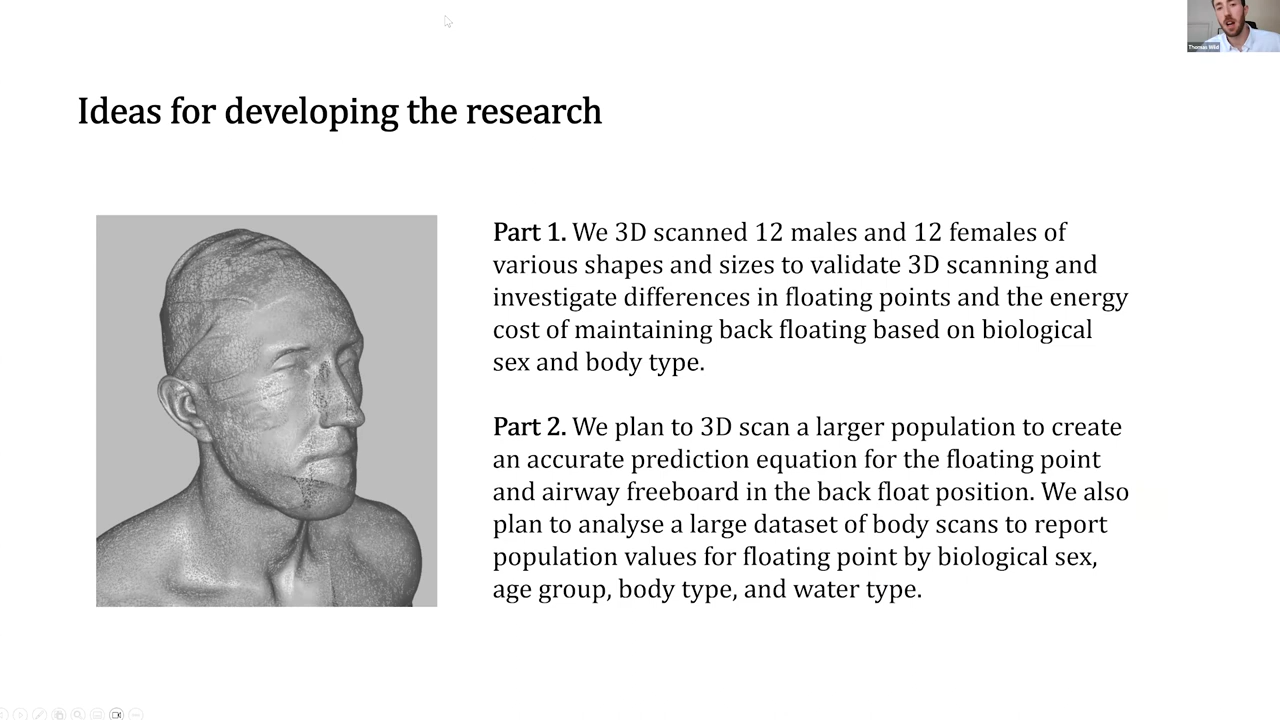 Thomas Wild
Ideas for developing the research
Part 1. We 3D scanned 12 males and 12 females of
various shapes and sizes to validate 3D scanning and
investigate differences in floating points and the energy
cost of maintaining back floating based on biological
sex and body type.
Part 2. We plan to 3D scan a larger population to create
an accurate prediction equation for the floating point
and airway freeboard in the back float position. We also
plan to analyse a large dataset of body scans to report
population values for floating point by biological sex,
age group, body type, and water type.